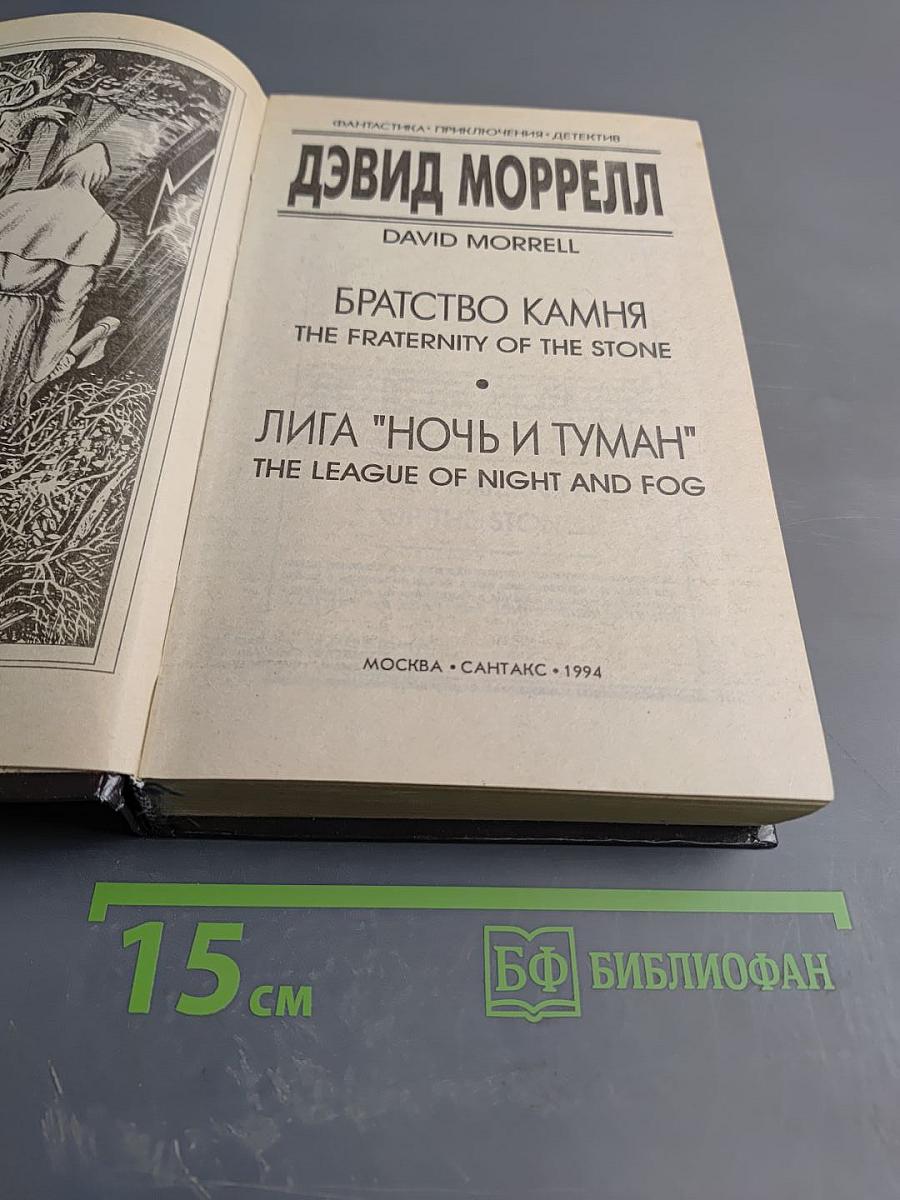 ФАНТАСТИКА • ПРИКЛЮЧЕНИЯ • ДЕТЕКТИВ
ДЭВИД МОРРЕЛЛ
DAVID MORRELL
БРАТСТВО КАМНЯ
THE FRATERNITY OF THE STONE
•
ЛИГА "НОЧЬ И ТУМАН"
THE LEAGUE OF NIGHT AND FOG
МОСКВА • САНТАКС • 1994
15 см
БФ БИБЛИОФАН